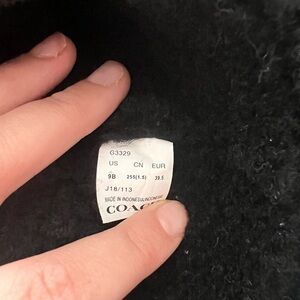 G3329
US CN EUR
9B 255(1.5) 39.5
J18/113
MADE IN INDONESIA/INDONESIE
COACH